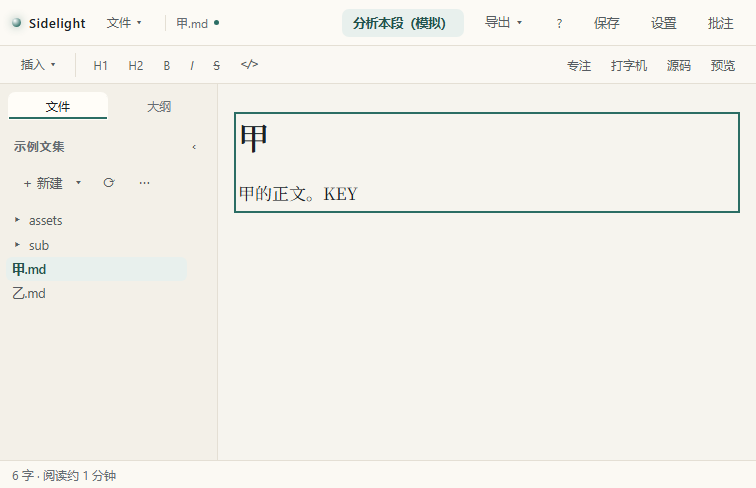 Sidelight 文件 甲.md 分析本段（模拟） 导出 ? 保存 设置 批注
插入 H1 H2 B I S </> 专注 打字机 源码 预览
文件 大纲
示例文集
+ 新建 ···
assets
sub
甲.md
乙.md
甲
甲的正文。KEY
6 字 · 阅读约 1 分钟